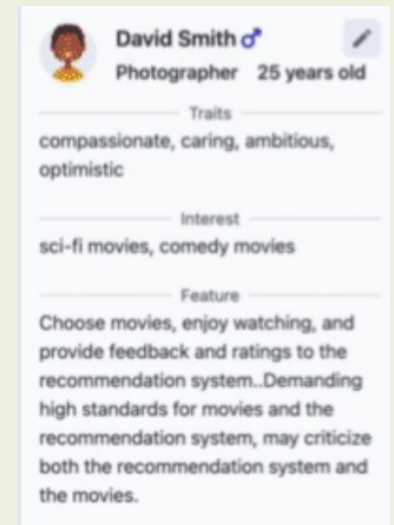 David Smith ♂
Photographer 25 years old
Traits
compassionate, caring, ambitious,
optimistic
Interest
sci-fi movies, comedy movies
Feature
Choose movies, enjoy watching, and
provide feedback and ratings to the
recommendation system..Demanding
high standards for movies and the
recommendation system, may criticize
both the recommendation system and
the movies.